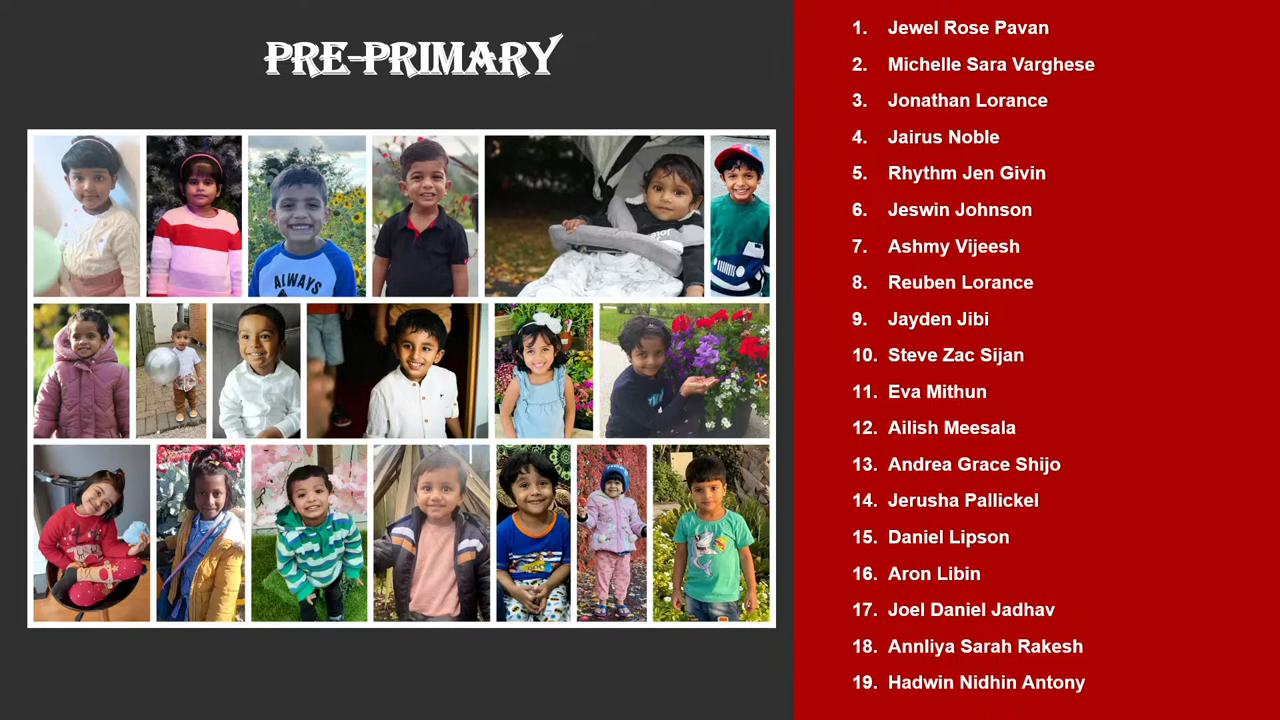 PRE-PRIMARY
ALWAYS
1. Jewel Rose Pavan
2. Michelle Sara Varghese
3. Jonathan Lorance
4. Jairus Noble
5. Rhythm Jen Givin
6. Jeswin Johnson
7. Ashmy Vijeesh
8. Reuben Lorance
9. Jayden Jibi
10. Steve Zac Sijan
11. Eva Mithun
12. Ailish Meesala
13. Andrea Grace Shijo
14. Jerusha Pallickel
15. Daniel Lipson
16. Aron Libin
17. Joel Daniel Jadhav
18. Annliya Sarah Rakesh
19. Hadwin Nidhin Antony